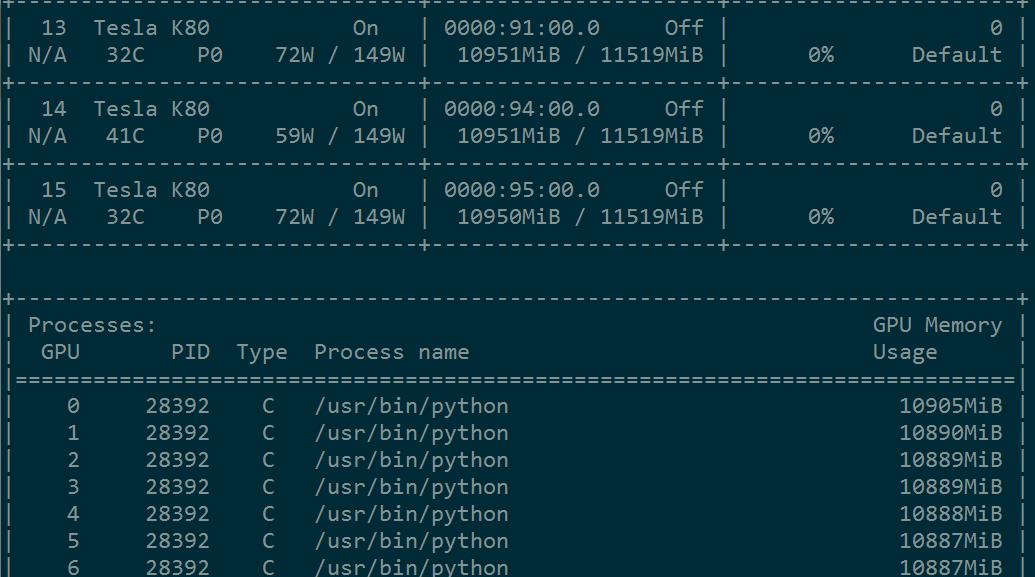 +-------------------------------+----------------------+----------------------+
|  13  Tesla K80           On   | 0000:91:00.0     Off |                    0 |
| N/A   32C    P0    72W / 149W |  10951MiB / 11519MiB |      0%      Default |
+-------------------------------+----------------------+----------------------+
|  14  Tesla K80           On   | 0000:94:00.0     Off |                    0 |
| N/A   41C    P0    59W / 149W |  10951MiB / 11519MiB |      0%      Default |
+-------------------------------+----------------------+----------------------+
|  15  Tesla K80           On   | 0000:95:00.0     Off |                    0 |
| N/A   32C    P0    72W / 149W |  10950MiB / 11519MiB |      0%      Default |
+-------------------------------+----------------------+----------------------+
+-----------------------------------------------------------------------------+
| Processes:                                                       GPU Memory |
|  GPU       PID  Type  Process name                               Usage      |
|=============================================================================|
|    0     28392    C   /usr/bin/python                              10905MiB |
|    1     28392    C   /usr/bin/python                              10890MiB |
|    2     28392    C   /usr/bin/python                              10889MiB |
|    3     28392    C   /usr/bin/python                              10889MiB |
|    4     28392    C   /usr/bin/python                              10888MiB |
|    5     28392    C   /usr/bin/python                              10887MiB |
|    6     28392    C   /usr/bin/python                              10887MiB |